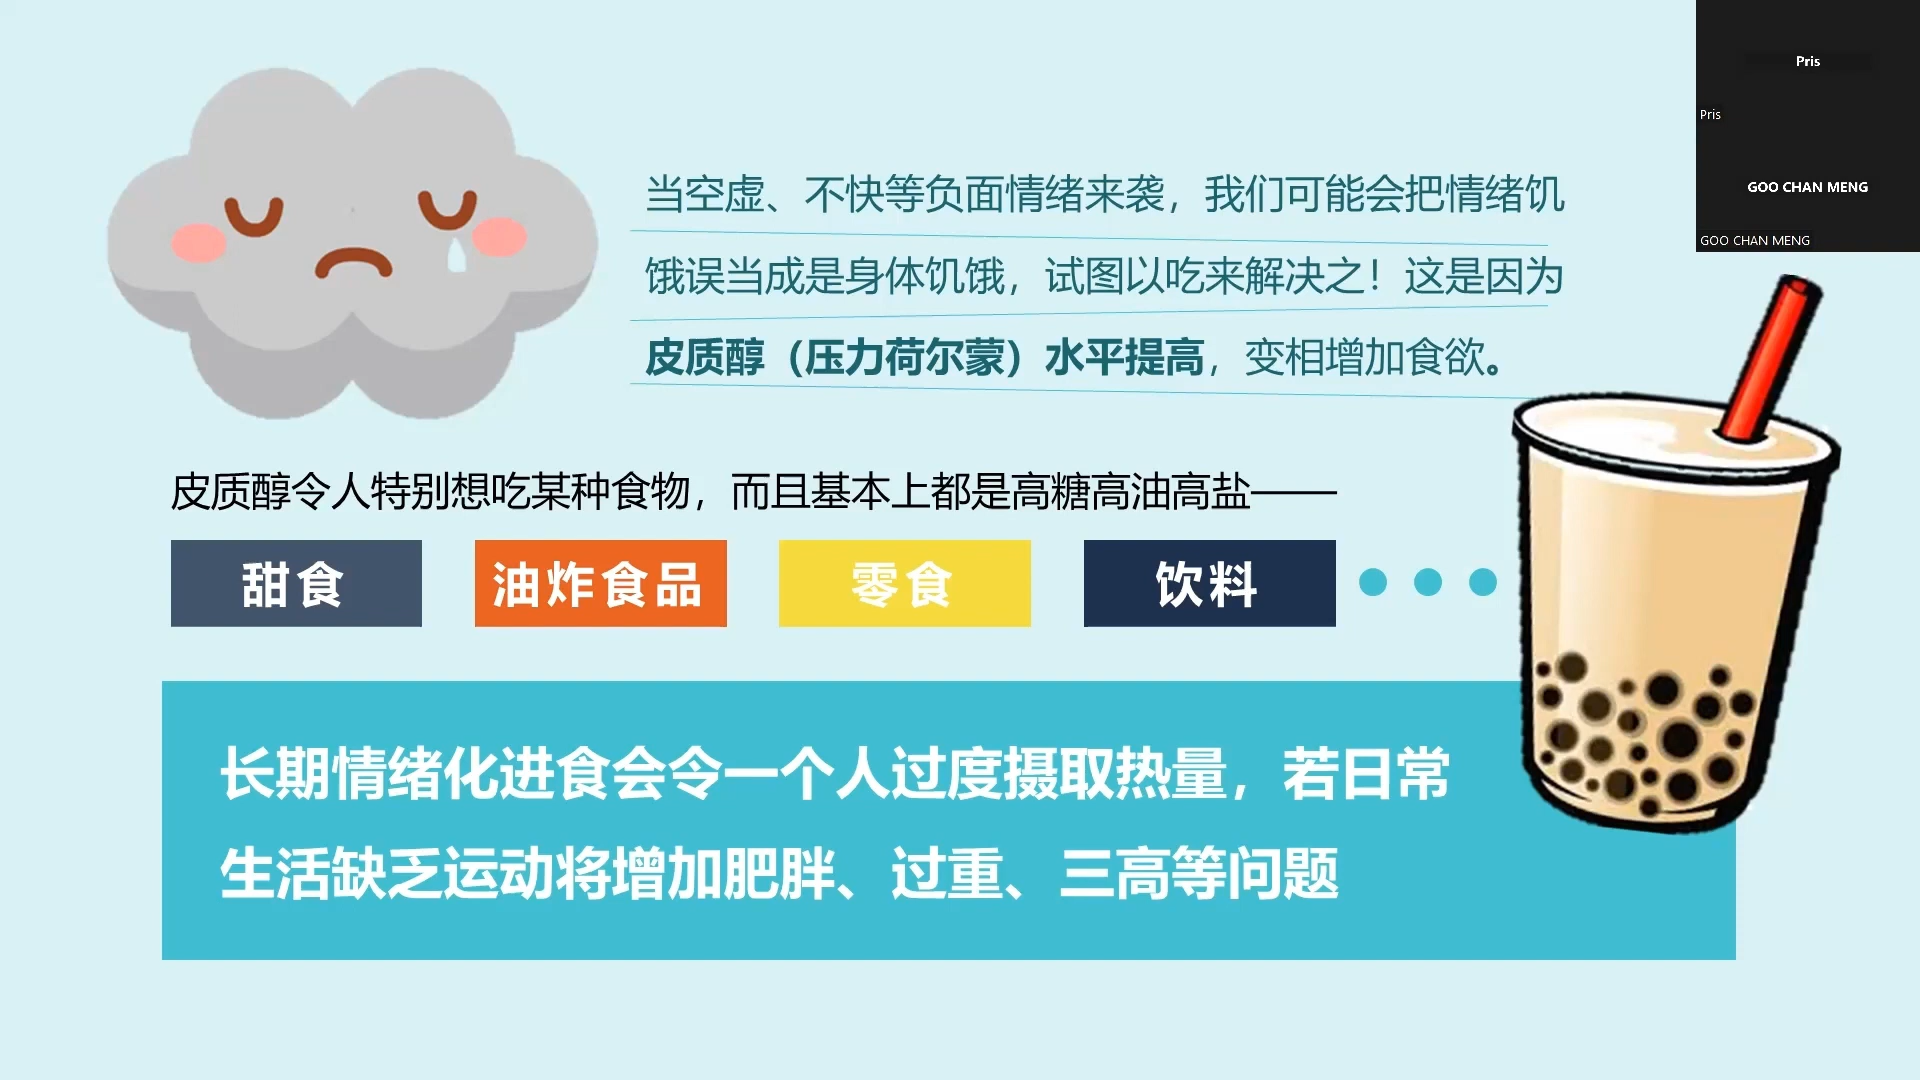 Pris
Pris
GOO CHAN MENG
GOO CHAN MENG
当空虚、不快等负面情绪来袭，我们可能会把情绪饥
饿误当成是身体饥饿，试图以吃来解决之！这是因为
皮质醇（压力荷尔蒙）水平提高，变相增加食欲。
皮质醇令人特别想吃某种食物，而且基本上都是高糖高油高盐——
甜食
油炸食品
零食
饮料
长期情绪化进食会令一个人过度摄取热量，若日常
生活缺乏运动将增加肥胖、过重、三高等问题